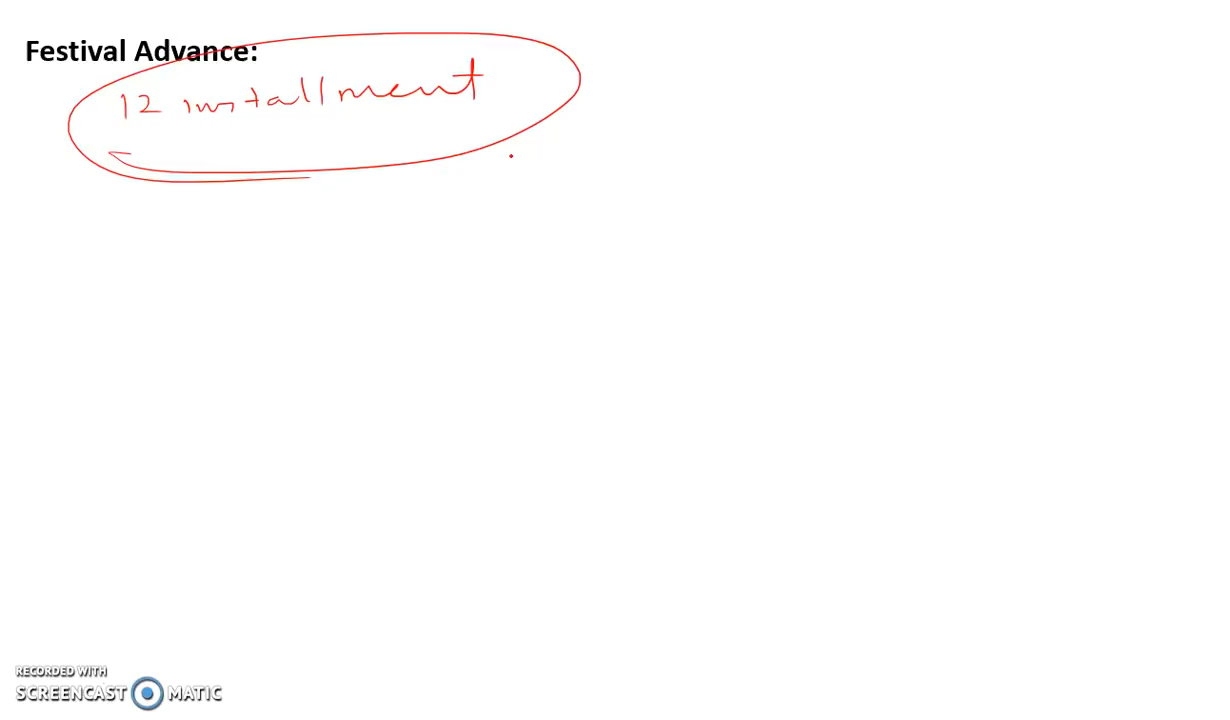 Festival Advance:
12 installment
RECORDED WITH
SCREENCAST MATIC